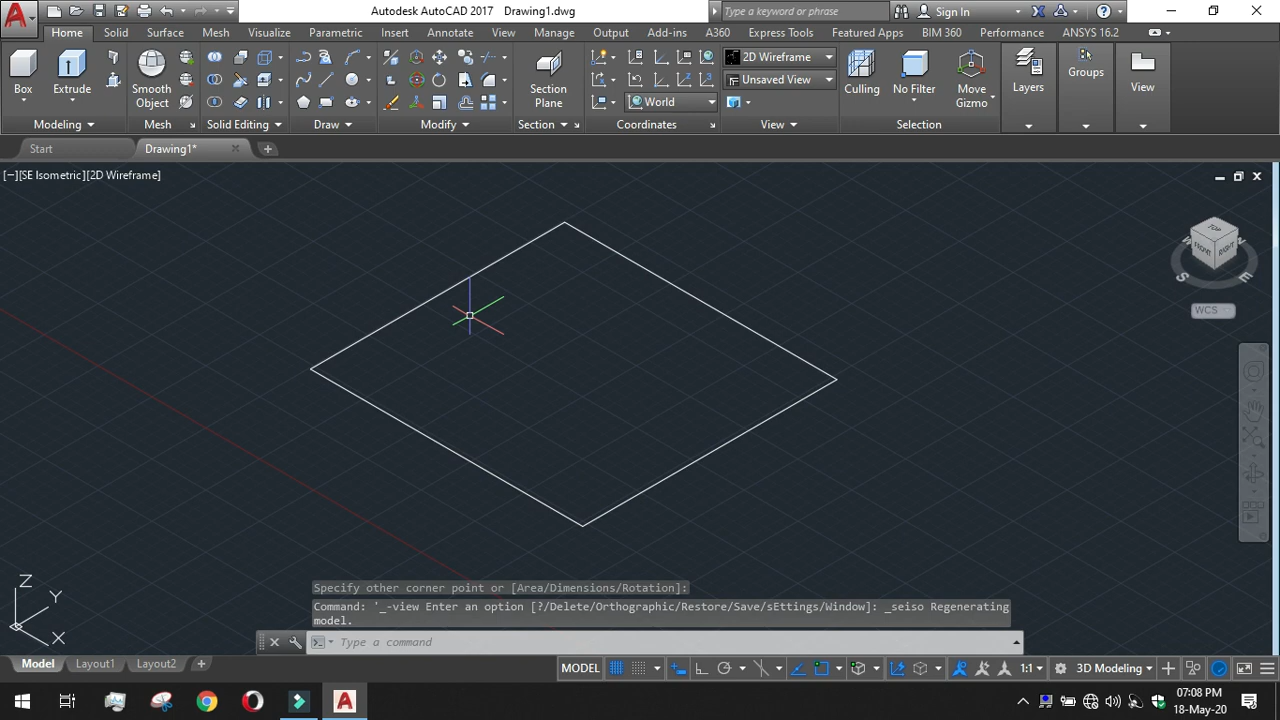 Autodesk AutoCAD 2017 Drawing1.dwg
Type a keyword or phrase
Sign In
Home Solid Surface Mesh Visualize Parametric Insert Annotate View Manage Output Add-ins A360 Express Tools Featured Apps BIM 360 Performance ANSYS 16.2
2D Wireframe
Unsaved View
World
Box
Extrude
Smooth
Object
Section
Plane
Culling
No Filter
Move
Gizmo
Layers
Groups
View
Modeling
Mesh
Solid Editing
Draw
Modify
Section
Coordinates
View
Selection
Start
Drawing1*
[−][SE Isometric][2D Wireframe]
TOP
FRONT
RIGHT
W
N
S
E
WCS
Z
Y
X
Specify other corner point or [Area/Dimensions/Rotation]:
Command: '_-view Enter an option [?/Delete/Orthographic/Restore/Save/sEttings/Window]: _seiso Regenerating
model.
Type a command
Model Layout1 Layout2
MODEL
1:1
3D Modeling
07:08 PM
18-May-20